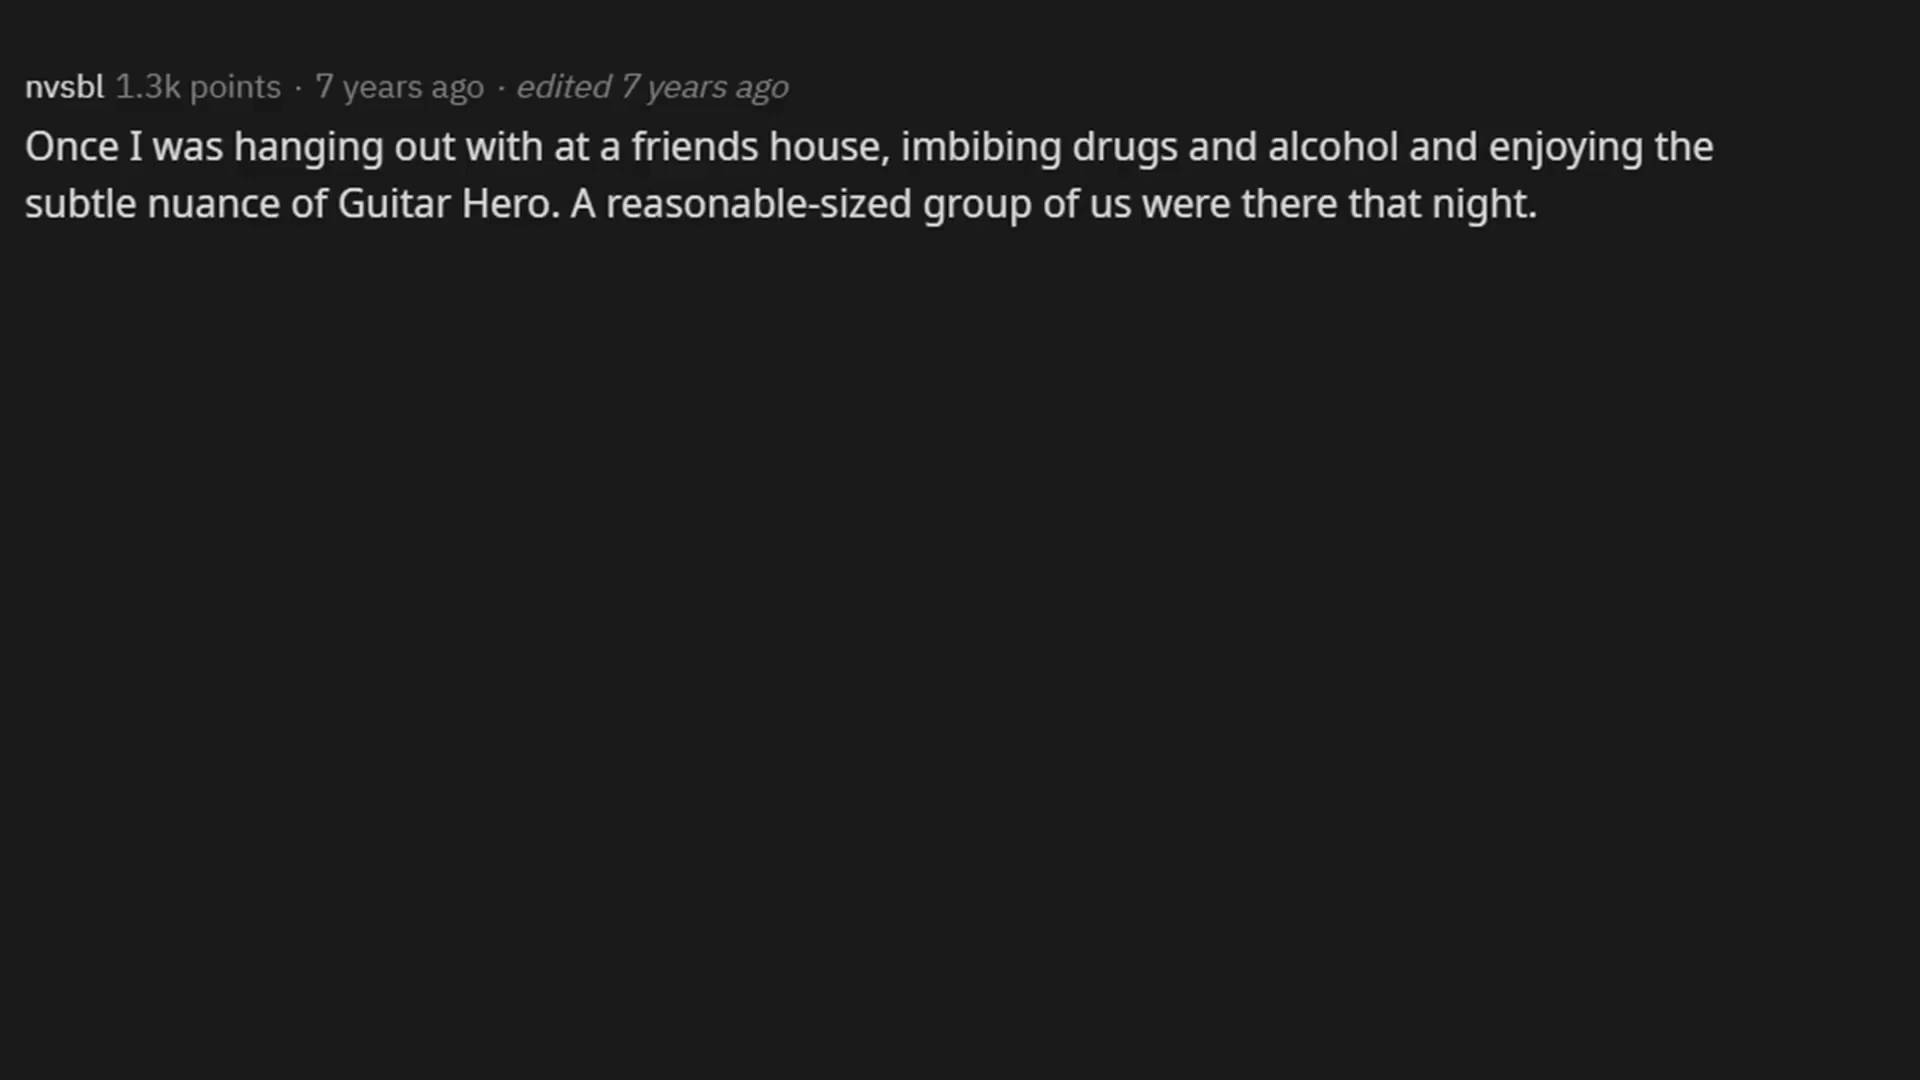 nvsbl 1.3k points · 7 years ago · edited 7 years ago
Once I was hanging out with at a friends house, imbibing drugs and alcohol and enjoying the
subtle nuance of Guitar Hero. A reasonable-sized group of us were there that night.